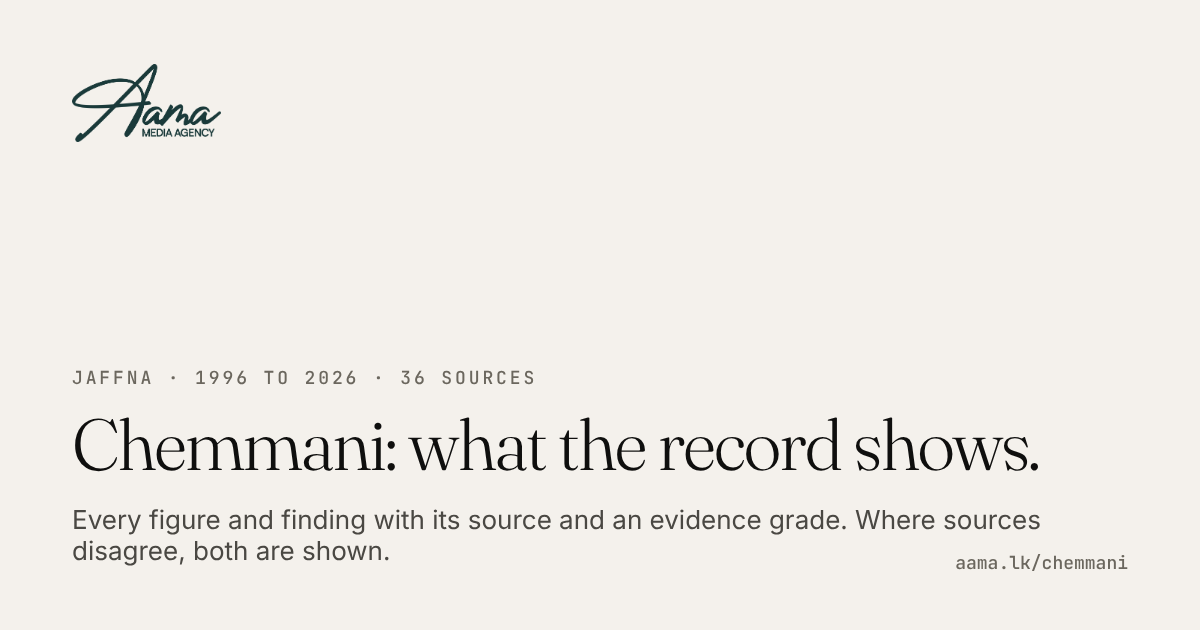 Aama
MEDIA AGENCY
JAFFNA · 1996 TO 2026 · 36 SOURCES
Chemmani: what the record shows.
Every figure and finding with its source and an evidence grade. Where sources
disagree, both are shown.
aama.lk/chemmani